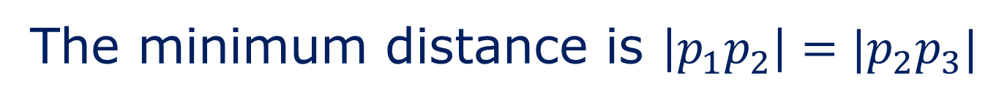 The minimum distance is |p₁p₂| = |p₂p₃|